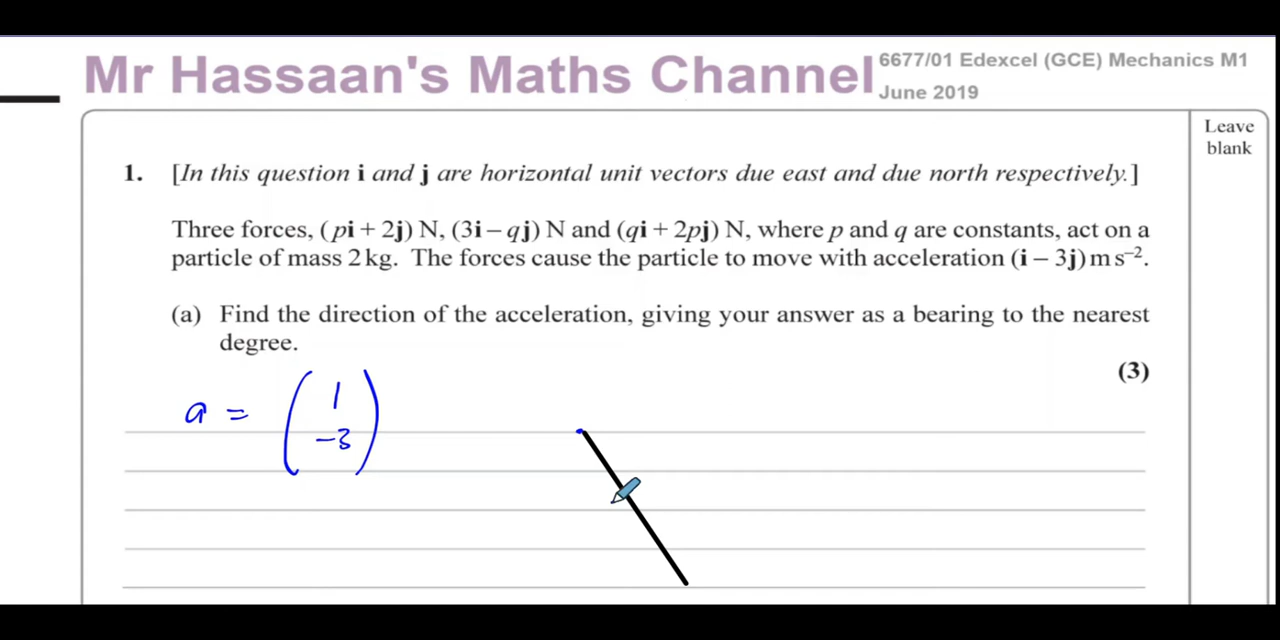 Mr Hassaan's Maths Channel
6677/01 Edexcel (GCE) Mechanics M1
June 2019
Leave
blank
1. [In this question i and j are horizontal unit vectors due east and due north respectively.]
Three forces, (pi + 2j) N, (3i – qj) N and (qi + 2pj) N, where p and q are constants, act on a
particle of mass 2 kg. The forces cause the particle to move with acceleration (i – 3j) m s⁻².
(a) Find the direction of the acceleration, giving your answer as a bearing to the nearest
degree.
(3)
a = (1
-3)